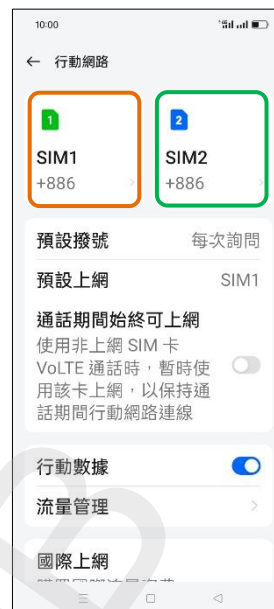 10:00
← 行動網路
1
2
SIM1
SIM2
+886
+886
預設撥號 每次詢問
預設上網 SIM1
通話期間始終可上網
使用非上網 SIM 卡
VoLTE 通話時，暫時使
用該卡上網，以保持通
話期間行動網路連線
行動數據
流量管理
國際上網